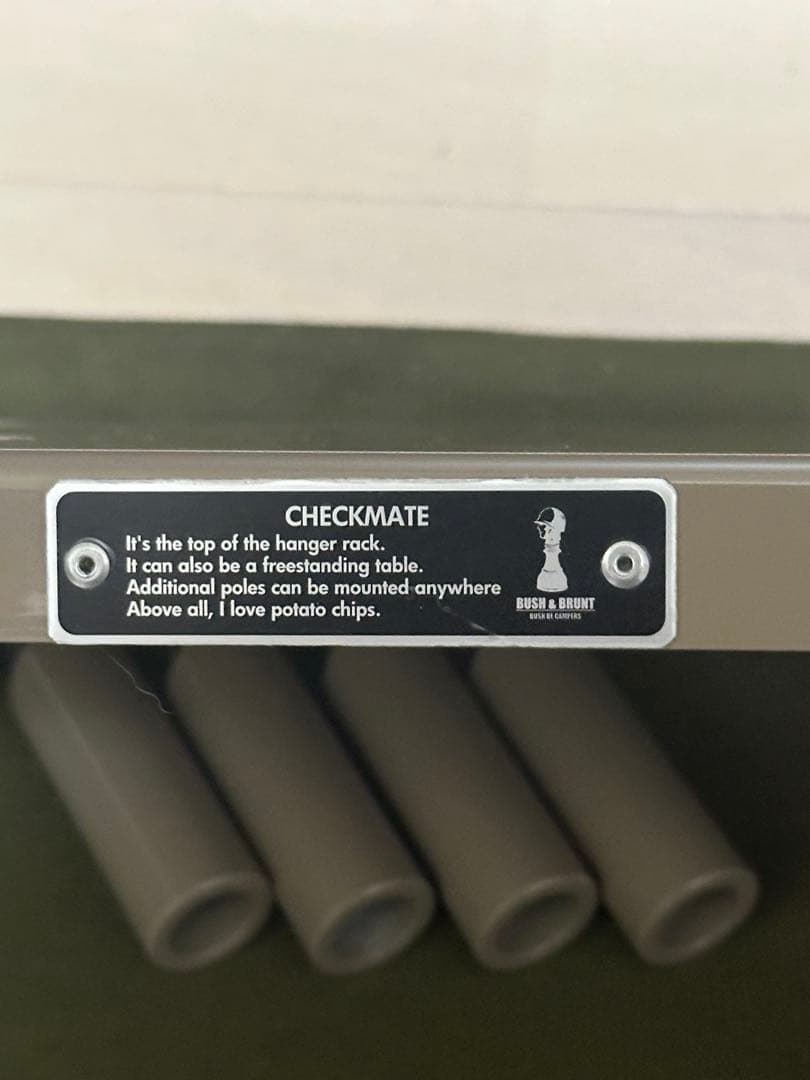 CHECKMATE
It's the top of the hanger rack.
It can also be a freestanding table.
Additional poles can be mounted anywhere
Above all, I love potato chips.
BUSH & BRUNT
BUSH DE CAMPERS